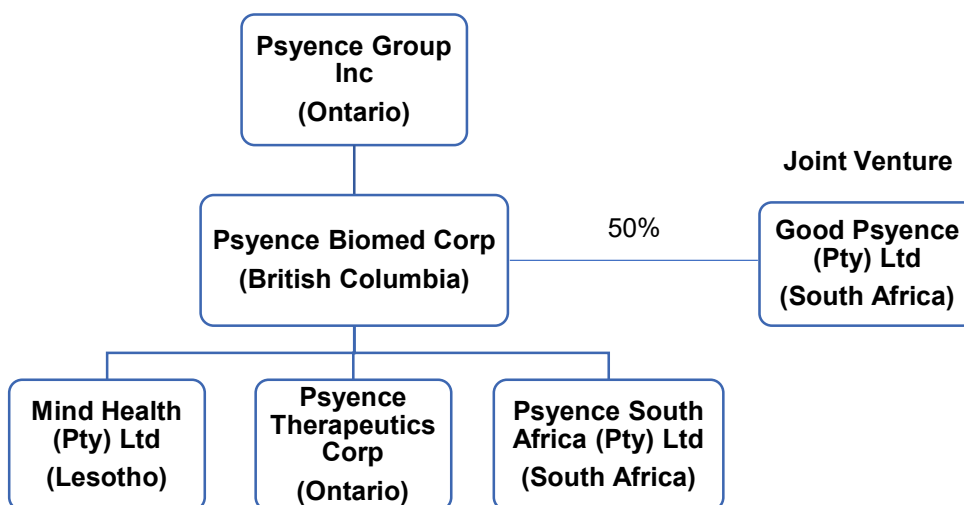 Psyence Group
Inc
(Ontario)
Joint Venture
Psyence Biomed Corp
(British Columbia)
50%
Good Psyence
(Pty) Ltd
(South Africa)
Mind Health
(Pty) Ltd
(Lesotho)
Psyence
Therapeutics
Corp
(Ontario)
Psyence South
Africa (Pty) Ltd
(South Africa)